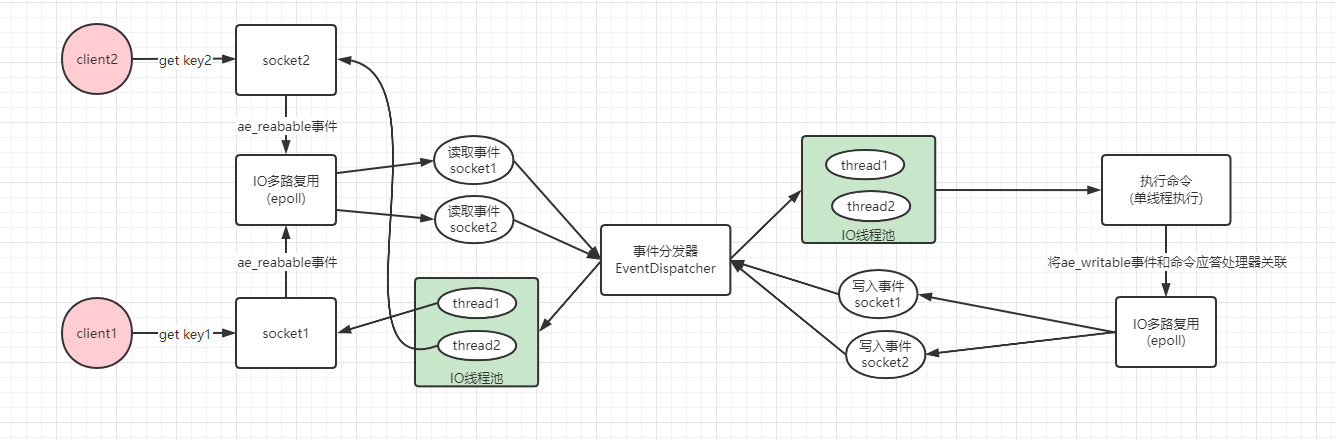 client2
get key2
socket2
ae_reabable事件
IO多路复用
(epoll)
ae_reabable事件
client1
get key1
socket1
读取事件
socket1
读取事件
socket2
thread1
thread2
IO线程池
事件分发器
EventDispatcher
thread1
thread2
IO线程池
执行命令
(单线程执行)
将ae_writable事件和命令应答处理器关联
IO多路复用
(epoll)
写入事件
socket1
写入事件
socket2